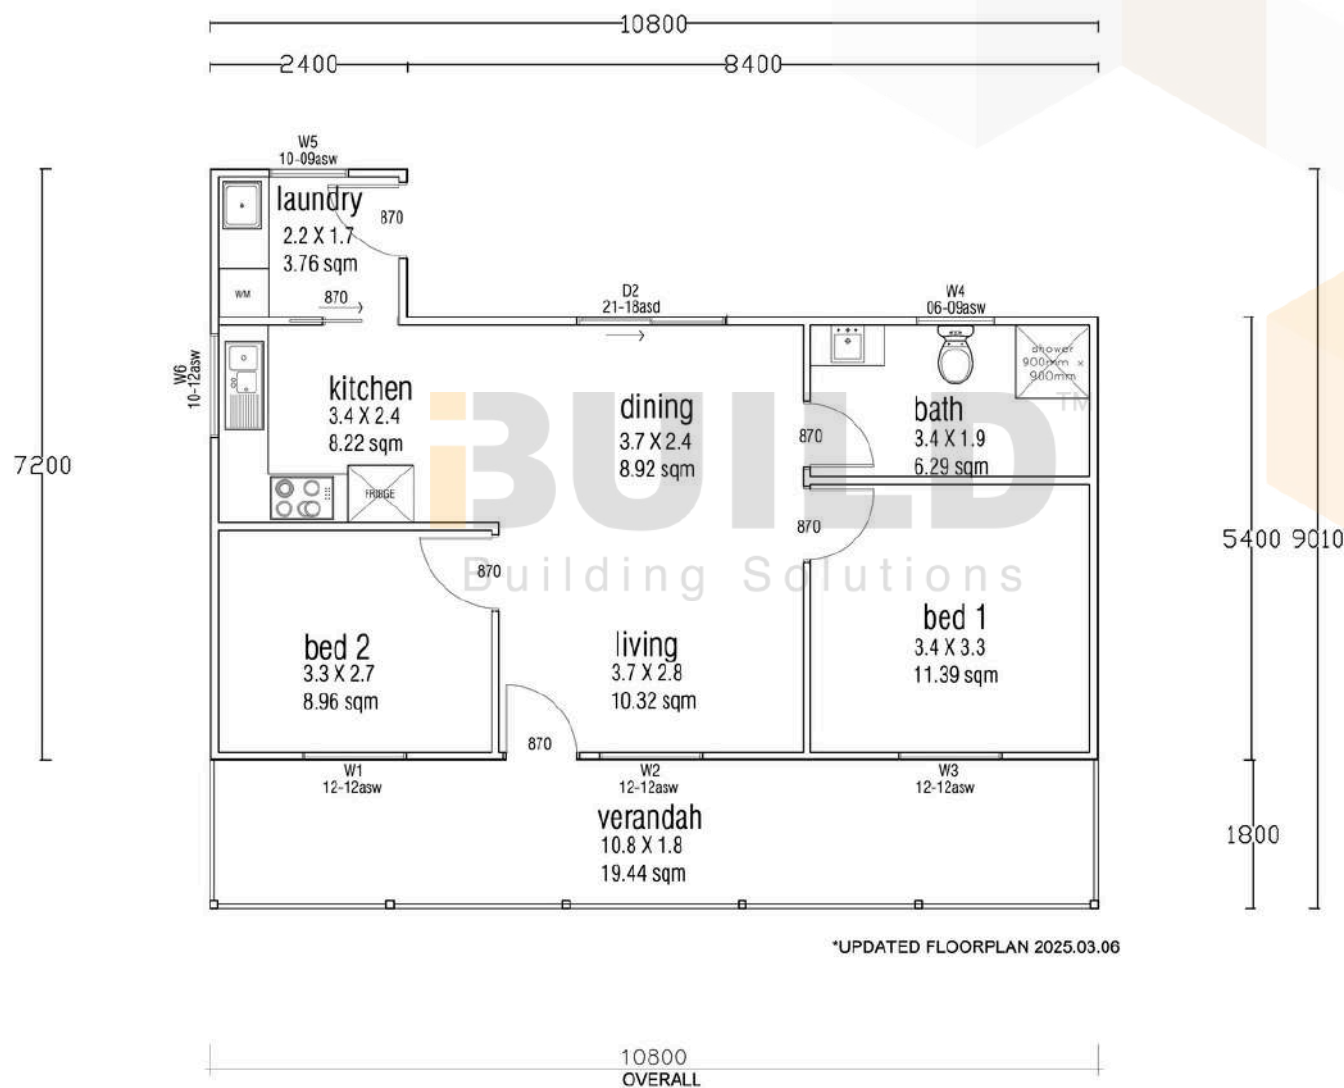 10800
2400
8400
W5
10-09asw
laundry
2.2 X 1.7
3.76 sqm
870
WM
870
D2
21-18asd
W4
06-09asw
W6
10-12asw
kitchen
3.4 X 2.4
8.22 sqm
FRIDGE
dining
3.7 X 2.4
8.92 sqm
870
bath
3.4 X 1.9
6.29 sqm
shower
900mm x
900mm
iBUILD™
Building Solutions
7200
5400
9010
870
870
bed 2
3.3 X 2.7
8.96 sqm
living
3.7 X 2.8
10.32 sqm
bed 1
3.4 X 3.3
11.39 sqm
870
W1
12-12asw
W2
12-12asw
W3
12-12asw
verandah
10.8 X 1.8
19.44 sqm
1800
*UPDATED FLOORPLAN 2025.03.06
10800
OVERALL